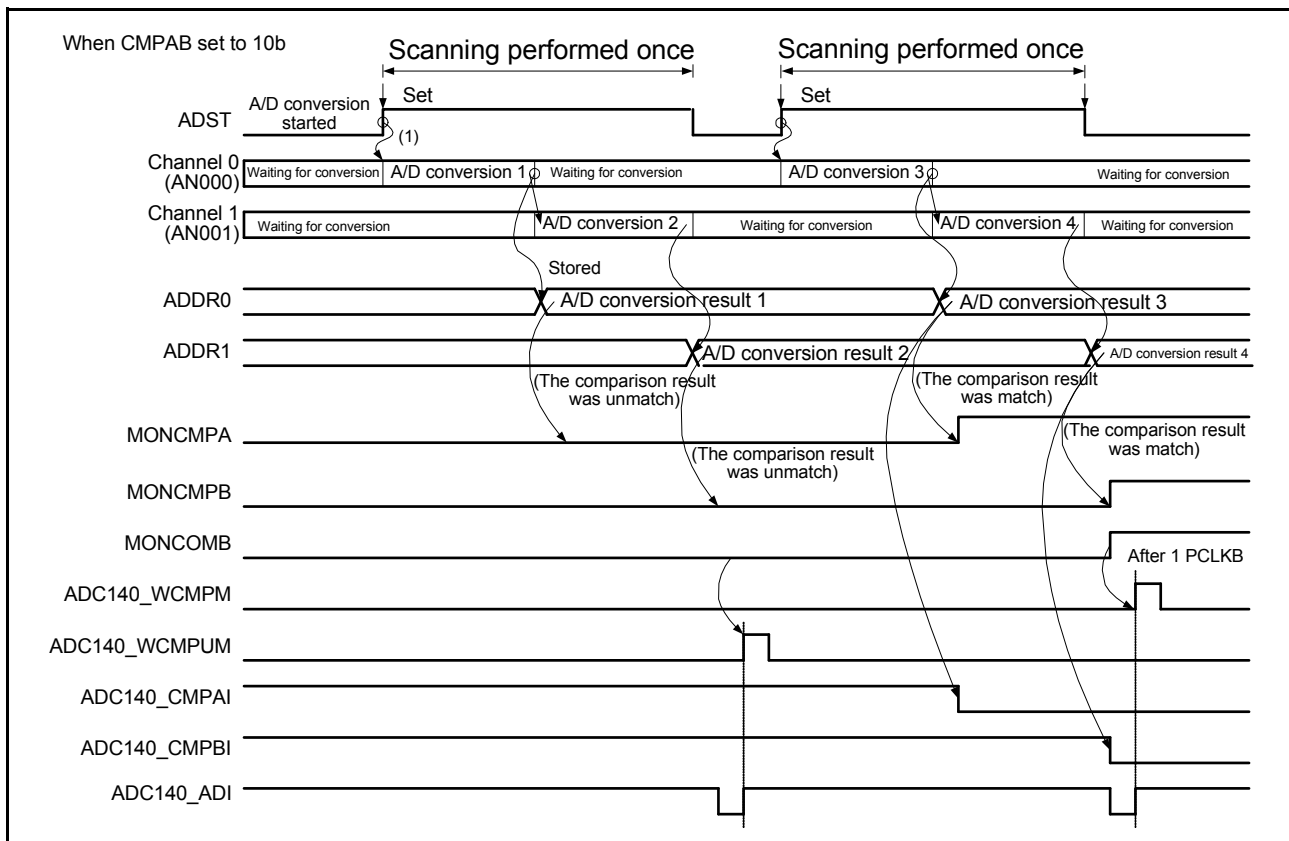 When CMPAB set to 10b
Scanning performed once
Scanning performed once
A/D conversion
started
Set
Set
ADST
(1)
Channel 0
(AN000)
Waiting for conversion
A/D conversion 1
Waiting for conversion
A/D conversion 3
Waiting for conversion
Channel 1
(AN001)
Waiting for conversion
A/D conversion 2
Waiting for conversion
A/D conversion 4
Waiting for conversion
Stored
ADDR0
A/D conversion result 1
A/D conversion result 3
ADDR1
A/D conversion result 2
A/D conversion result 4
(The comparison result
was unmatch)
(The comparison result
was match)
MONCMPA
(The comparison result
was unmatch)
(The comparison result
was match)
MONCMPB
MONCOMB
After 1 PCLKB
ADC140_WCMPM
ADC140_WCMPUM
ADC140_CMPAI
ADC140_CMPBI
ADC140_ADI